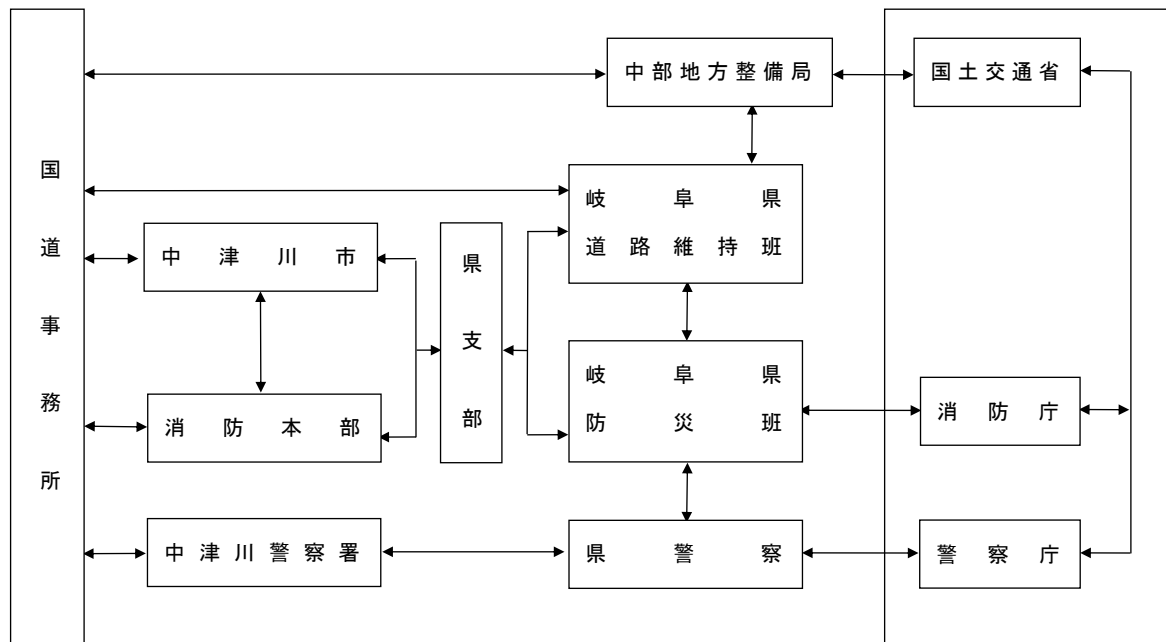 国道事務所
中部地方整備局
国土交通省
岐阜県
道路維持班
中津川市
県支部
岐阜県
防災班
消防庁
消防本部
中津川警察署
県警察
警察庁